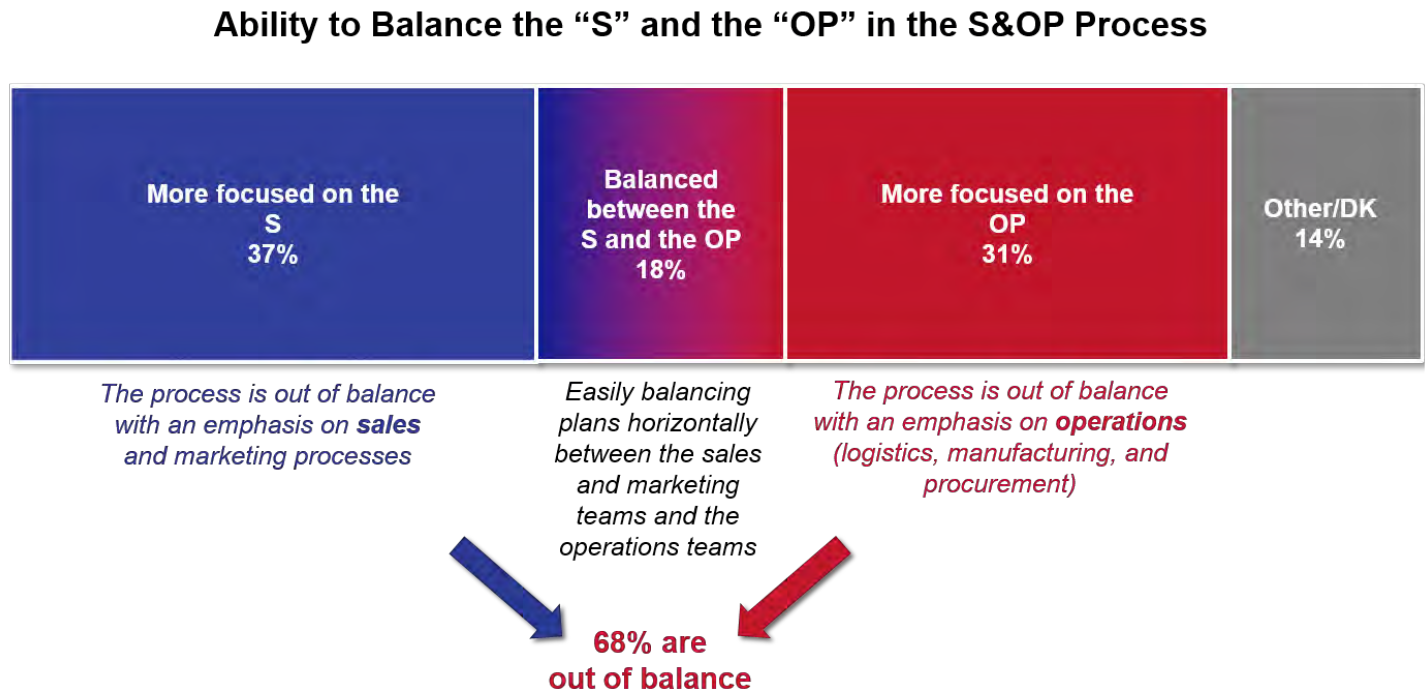 Ability to Balance the “S” and the “OP” in the S&OP Process
More focused on the
S
37%
Balanced
between the
S and the OP
18%
More focused on the
OP
31%
Other/DK
14%
The process is out of balance
with an emphasis on sales
and marketing processes
Easily balancing
plans horizontally
between the sales
and marketing
teams and the
operations teams
The process is out of balance
with an emphasis on operations
(logistics, manufacturing, and
procurement)
68% are
out of balance